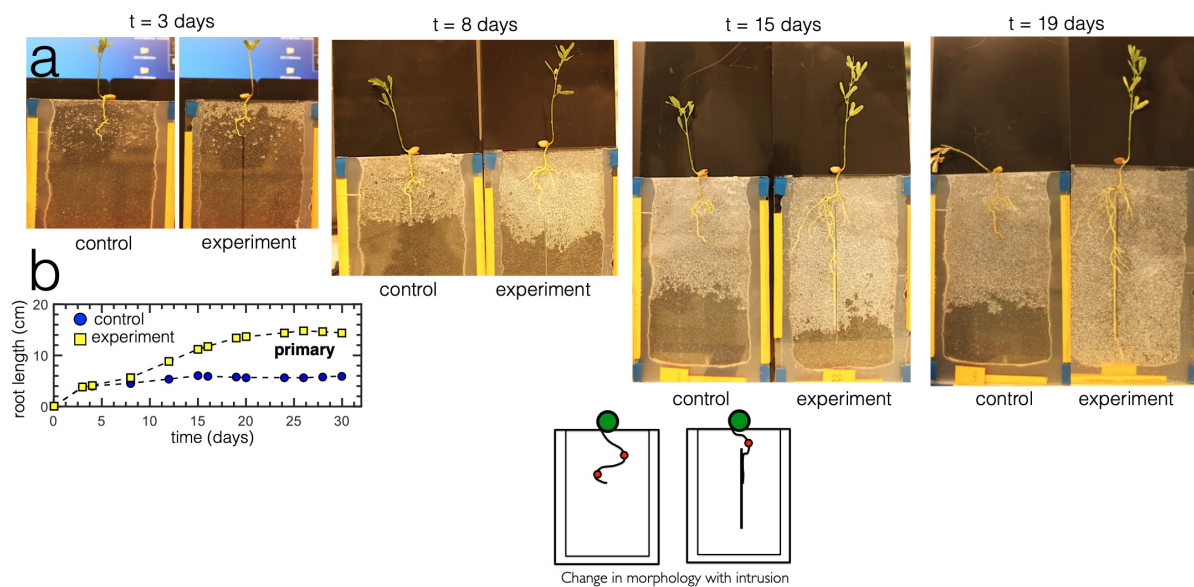 t = 3 days
t = 8 days
t = 15 days
t = 19 days
a
control
experiment
control
experiment
control
experiment
control
experiment
b
root length (cm)
20
10
0
control
experiment
primary
0
5
10
15
20
25
30
time (days)
Change in morphology with intrusion